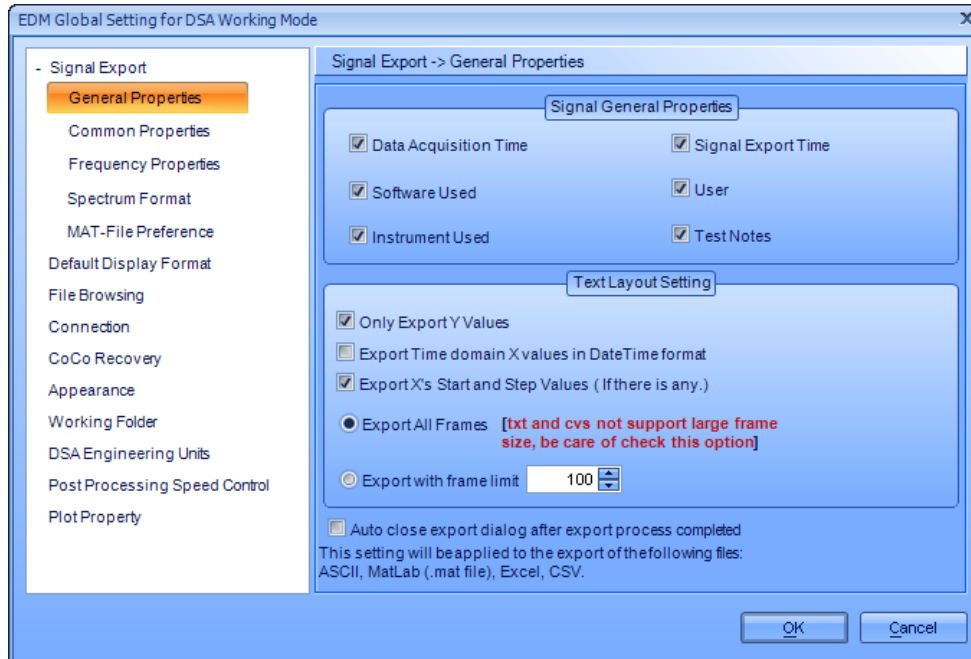 EDM Global Setting for DSA Working Mode
x
- Signal Export
General Properties
Common Properties
Frequency Properties
Spectrum Format
MAT-File Preference
Default Display Format
File Browsing
Connection
CoCo Recovery
Appearance
Working Folder
DSA Engineering Units
Post Processing Speed Control
Plot Property
Signal Export -> General Properties
Signal General Properties
Data Acquisition Time
Signal Export Time
Software Used
User
Instrument Used
Test Notes
Text Layout Setting
Only Export Y Values
Export Time domain X values in DateTime format
Export X's Start and Step Values ( If there is any.)
Export All Frames [txt and cvs not support large frame
size, be care of check this option]
Export with frame limit 100
Auto close export dialog after export process completed
This setting will be applied to the export of the following files:
ASCII, MatLab (.mat file), Excel, CSV.
OK
Cancel